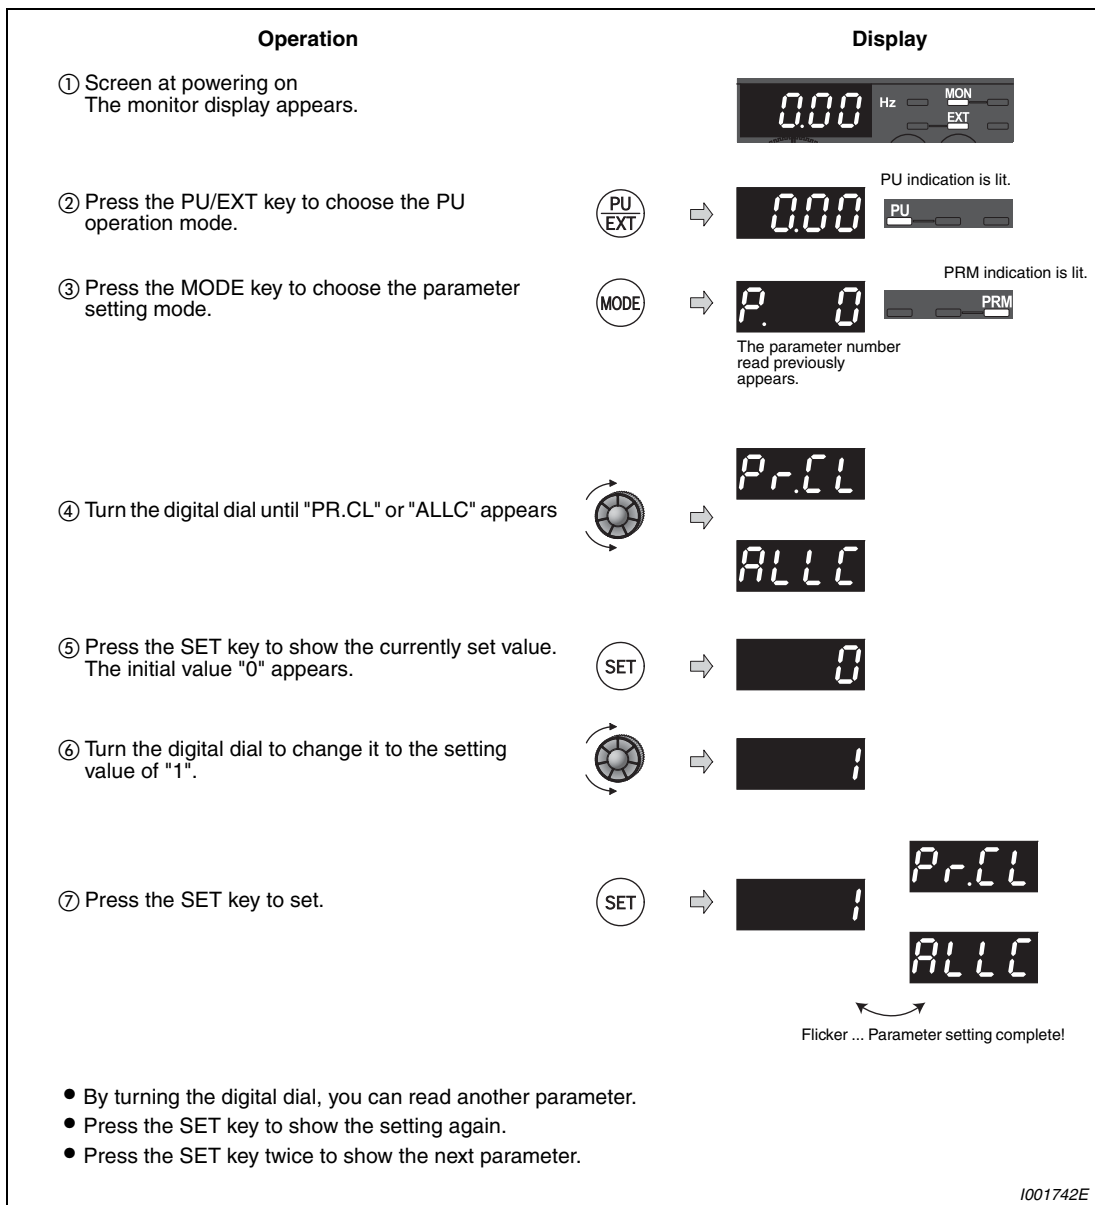 Operation
Display
① Screen at powering on
The monitor display appears.
0.00 Hz MON
EXT
② Press the PU/EXT key to choose the PU
operation mode.
PU
EXT
0.00
PU indication is lit.
PU
③ Press the MODE key to choose the parameter
setting mode.
MODE
P. 0
PRM indication is lit.
PRM
The parameter number
read previously
appears.
④ Turn the digital dial until "PR.CL" or "ALLC" appears
Pr.CL
ALLC
⑤ Press the SET key to show the currently set value.
The initial value "0" appears.
SET
0
⑥ Turn the digital dial to change it to the setting
value of "1".
1
⑦ Press the SET key to set.
SET
1
Pr.CL
ALLC
Flicker ... Parameter setting complete!
● By turning the digital dial, you can read another parameter.
● Press the SET key to show the setting again.
● Press the SET key twice to show the next parameter.
I001742E